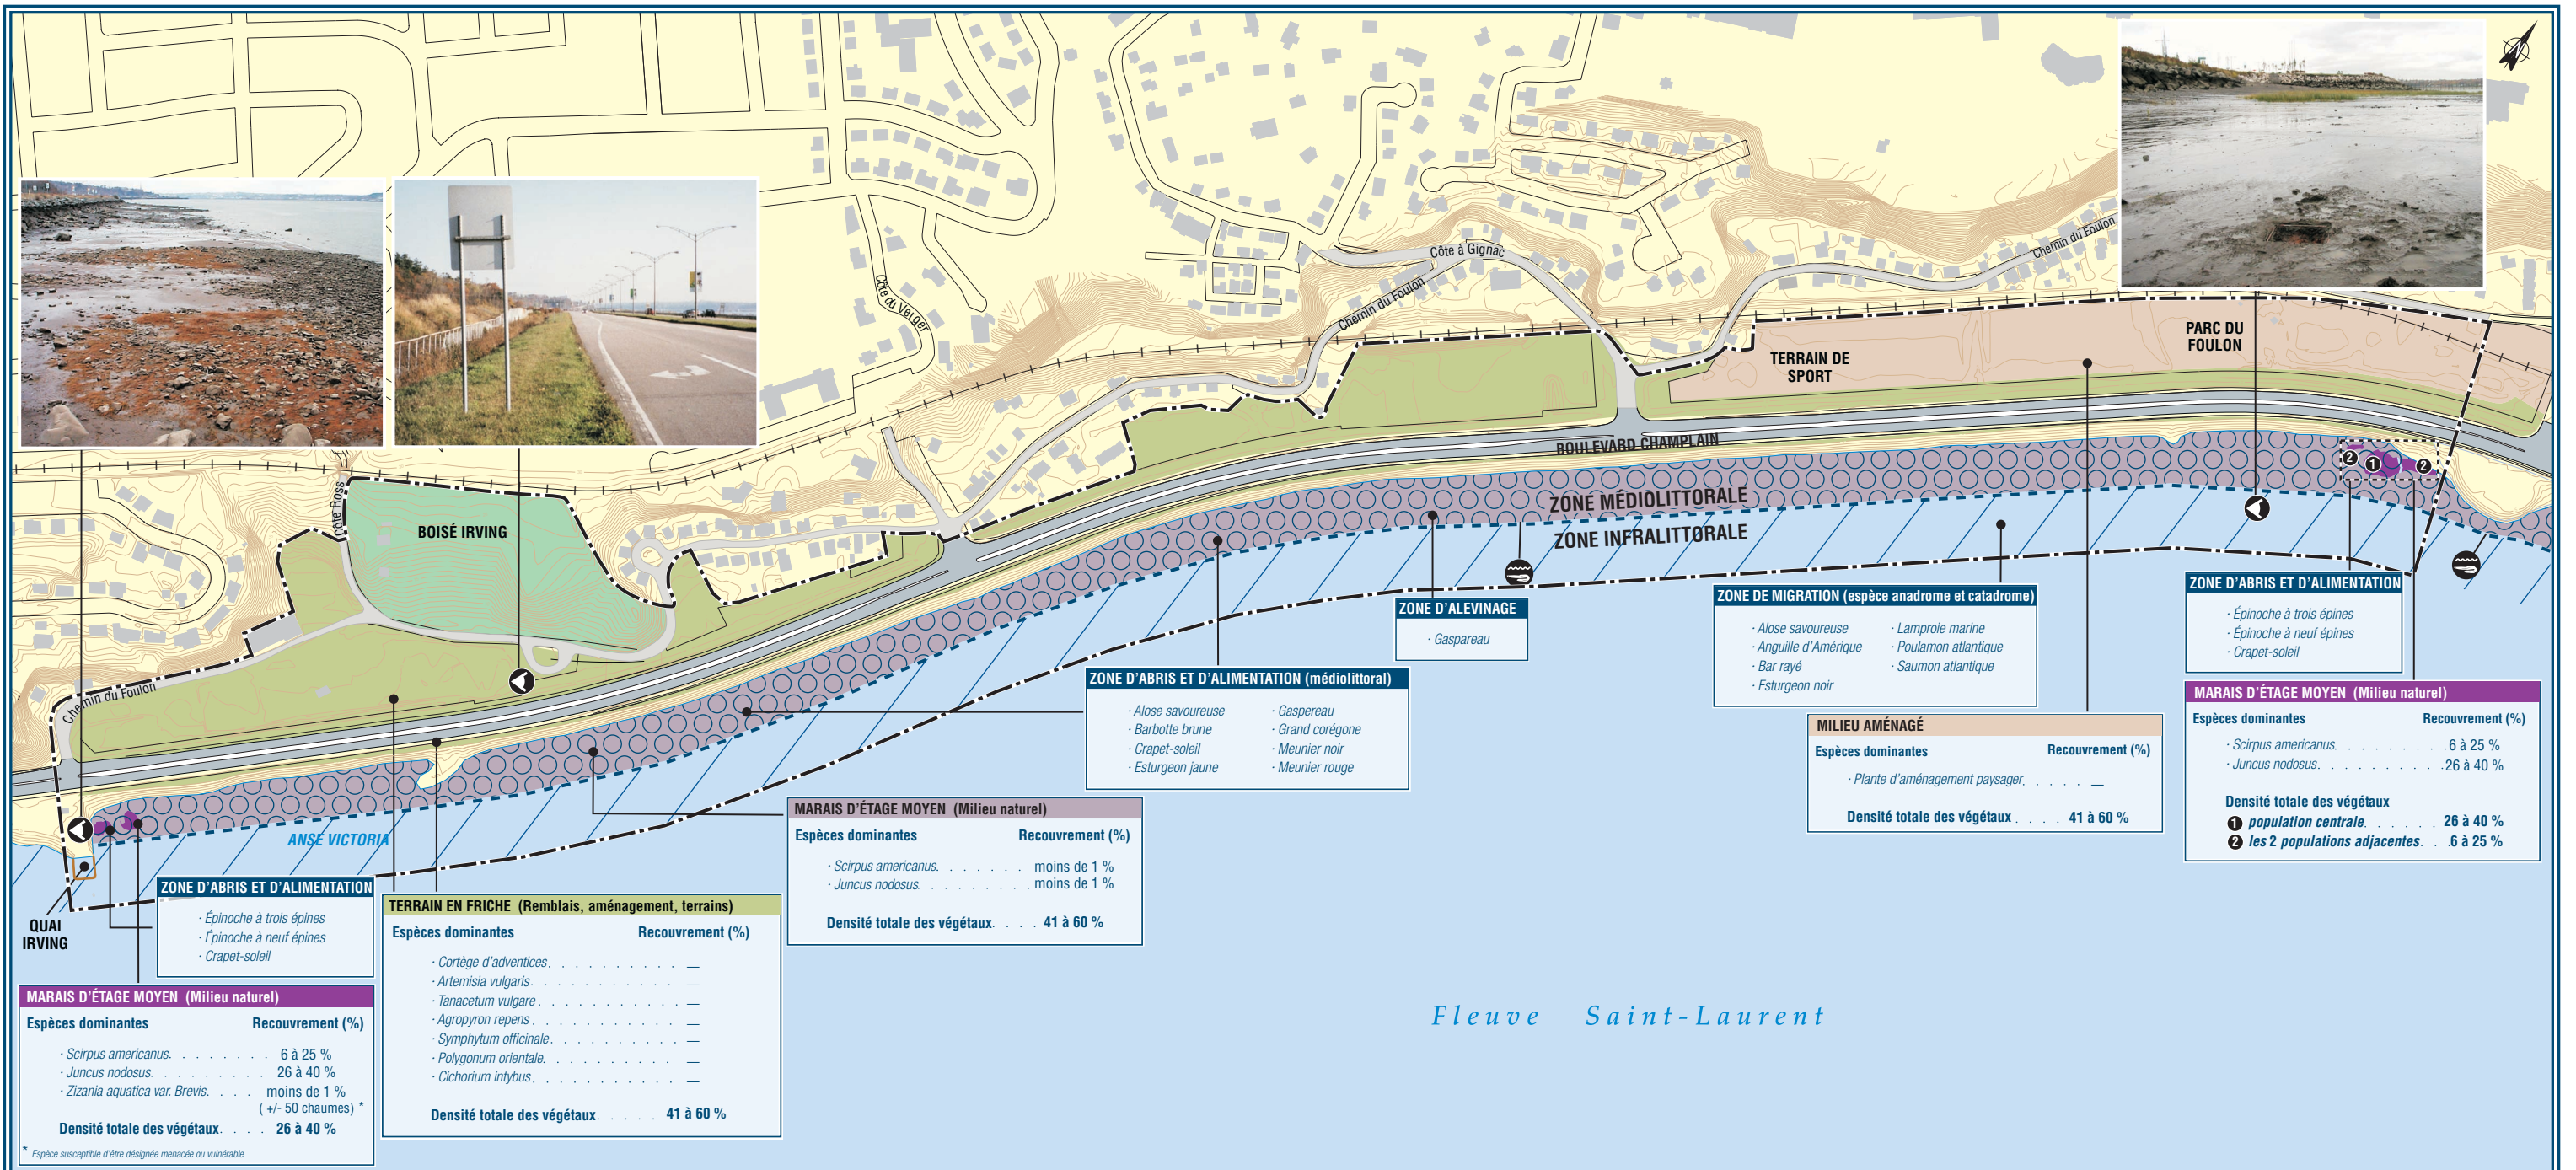 Côte du Verger
Côte à Gignac
Chemin du Foulon
Chemin du Foulon
PARC DU
FOULON
TERRAIN DE
SPORT
BOULEVARD CHAMPLAIN
Côte Ross
BOISÉ IRVING
ZONE MÉDIOLITTORALE
ZONE INFRALITTORALE
2
1
2
Chemin du Foulon
ANSE VICTORIA
QUAI
IRVING
Fleuve Saint-Laurent
ZONE D'ABRIS ET D'ALIMENTATION
· Épinoche à trois épines
· Épinoche à neuf épines
· Crapet-soleil
MARAIS D'ÉTAGE MOYEN (Milieu naturel)
Espèces dominantes Recouvrement (%)
· Scirpus americanus. . . . . . . . 6 à 25 %
· Juncus nodosus. . . . . . . . . 26 à 40 %
· Zizania aquatica var. Brevis. . . . moins de 1 %
( +/- 50 chaumes) *
Densité totale des végétaux. . . . 26 à 40 %
* Espèce susceptible d'être désignée menacée ou vulnérable
TERRAIN EN FRICHE (Remblais, aménagement, terrains)
Espèces dominantes Recouvrement (%)
· Cortège d'adventices. . . . . . . . . . —
· Artemisia vulgaris. . . . . . . . . . . —
· Tanacetum vulgare . . . . . . . . . . . —
· Agropyron repens . . . . . . . . . . . —
· Symphytum officinale. . . . . . . . . . —
· Polygonum orientale. . . . . . . . . . —
· Cichorium intybus . . . . . . . . . . . —
Densité totale des végétaux. . . . . 41 à 60 %
MARAIS D'ÉTAGE MOYEN (Milieu naturel)
Espèces dominantes Recouvrement (%)
· Scirpus americanus. . . . . . . moins de 1 %
· Juncus nodosus. . . . . . . . . moins de 1 %
Densité totale des végétaux. . . . 41 à 60 %
ZONE D'ABRIS ET D'ALIMENTATION (médiolittoral)
· Alose savoureuse · Gaspereau
· Barbotte brune · Grand corégone
· Crapet-soleil · Meunier noir
· Esturgeon jaune · Meunier rouge
ZONE D'ALEVINAGE
· Gaspareau
ZONE DE MIGRATION (espèce anadrome et catadrome)
· Alose savoureuse · Lamproie marine
· Anguille d'Amérique · Poulamon atlantique
· Bar rayé · Saumon atlantique
· Esturgeon noir
MILIEU AMÉNAGÉ
Espèces dominantes Recouvrement (%)
· Plante d'aménagement paysager. . . . . —
Densité totale des végétaux . . . . 41 à 60 %
ZONE D'ABRIS ET D'ALIMENTATION
· Épinoche à trois épines
· Épinoche à neuf épines
· Crapet-soleil
MARAIS D'ÉTAGE MOYEN (Milieu naturel)
Espèces dominantes Recouvrement (%)
· Scirpus americanus. . . . . . . . . 6 à 25 %
· Juncus nodosus. . . . . . . . . . 26 à 40 %
Densité totale des végétaux
1 population centrale. . . . . . 26 à 40 %
2 les 2 populations adjacentes. . . 6 à 25 %